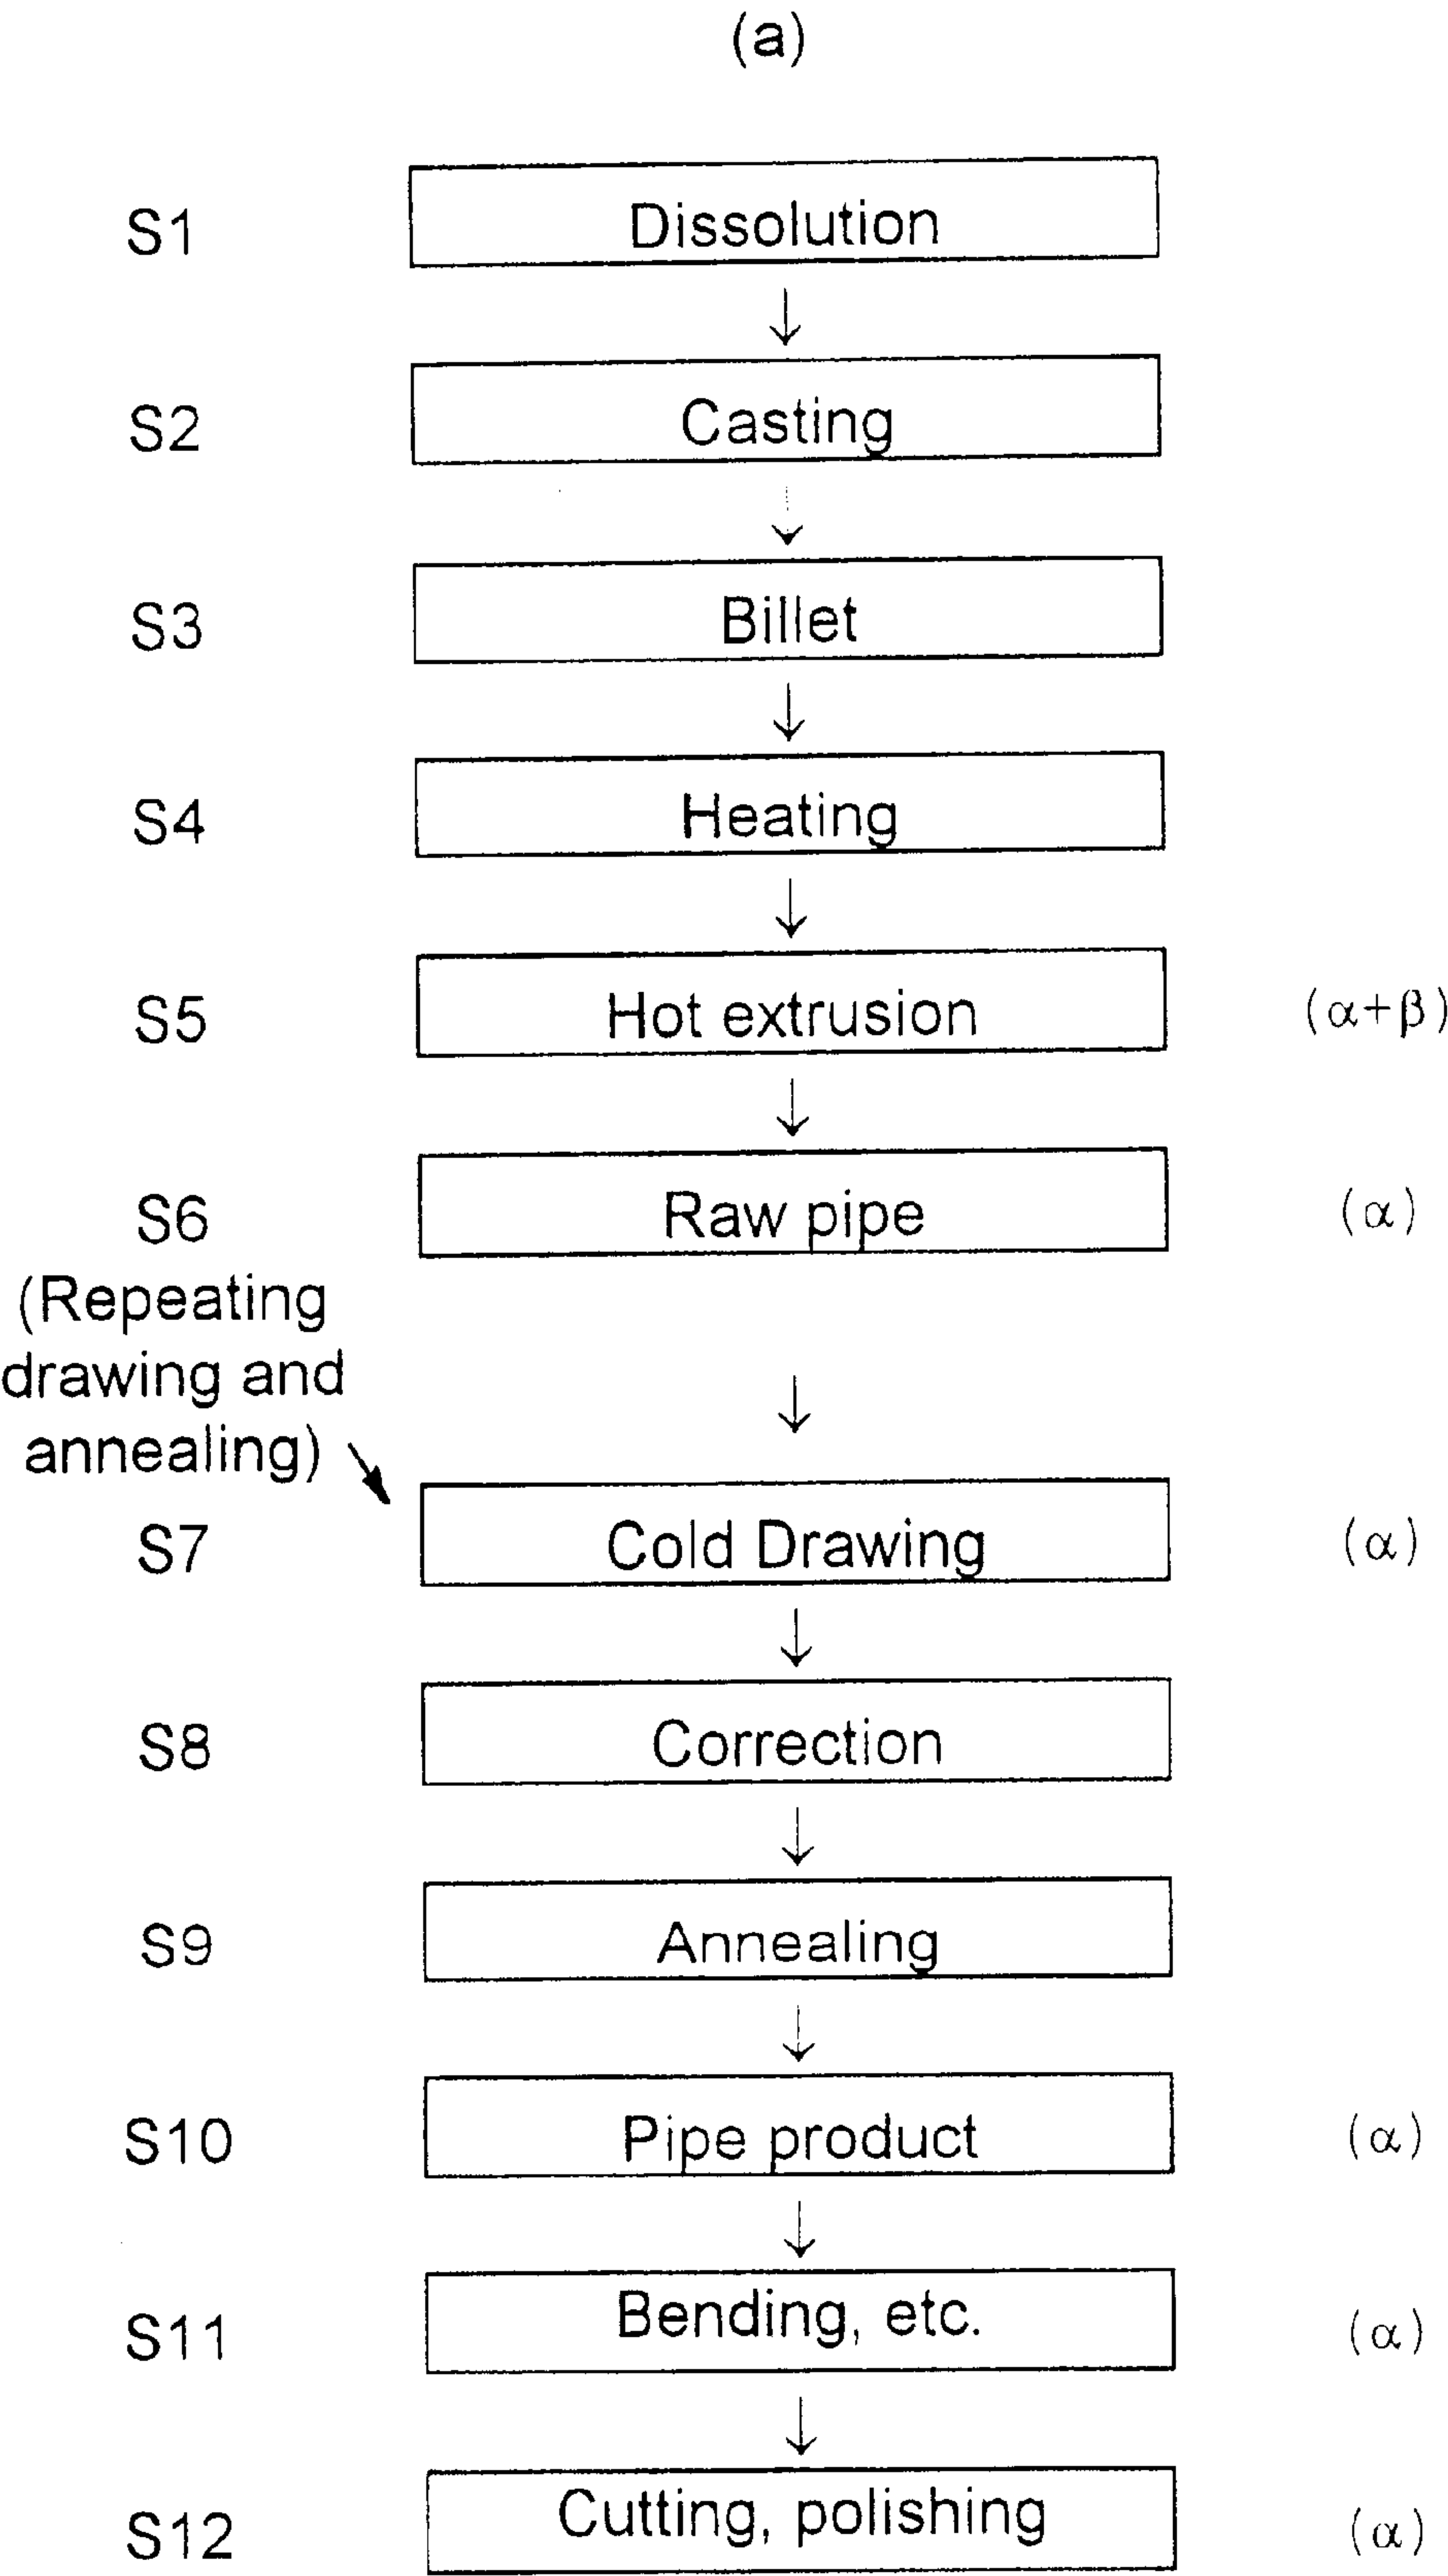 (a)
S1 Dissolution
S2 Casting
S3 Billet
S4 Heating
S5 Hot extrusion (α+β)
S6 Raw pipe (α)
(Repeating
drawing and
annealing)
S7 Cold Drawing (α)
S8 Correction
S9 Annealing
S10 Pipe product (α)
S11 Bending, etc. (α)
S12 Cutting, polishing (α)